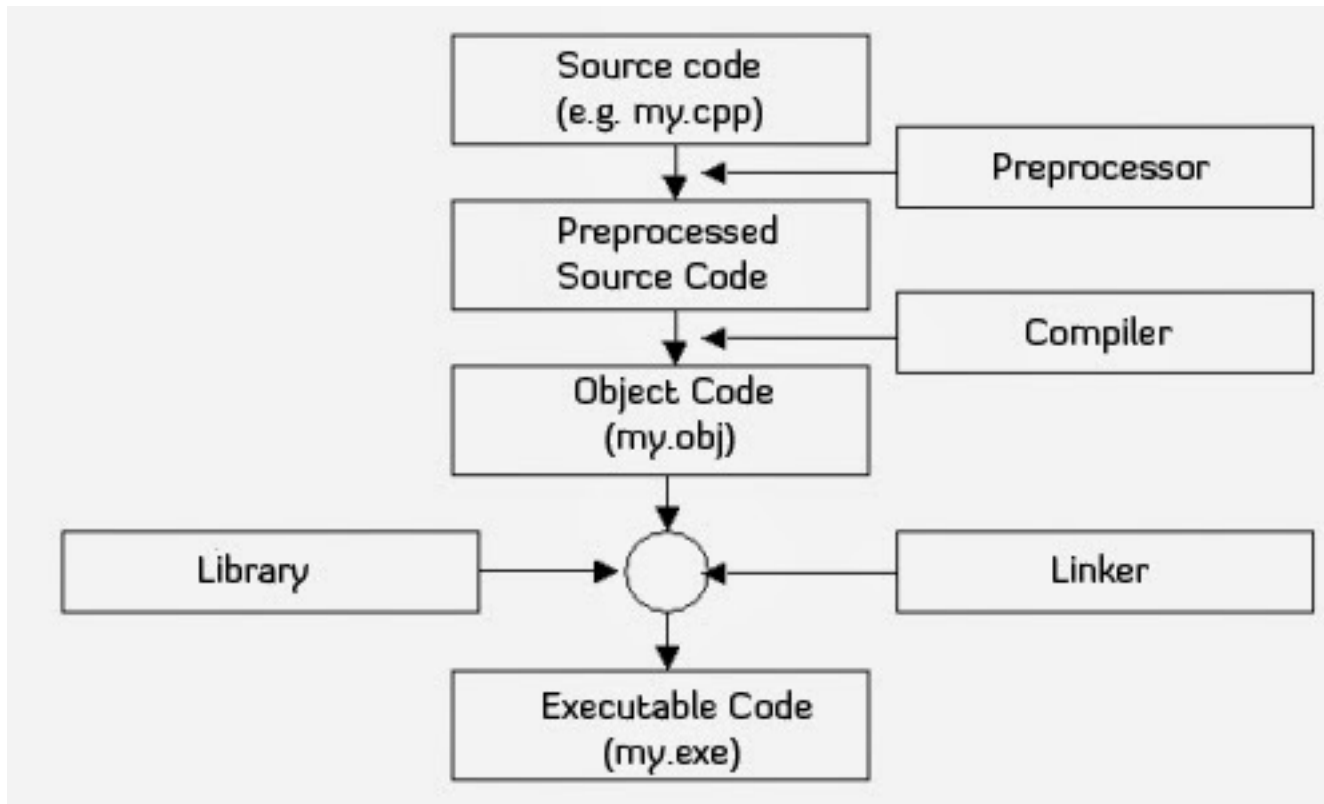 Source code
(e.g. my.cpp)
Preprocessor
Preprocessed
Source Code
Compiler
Object Code
(my.obj)
Library
Linker
Executable Code
(my.exe)